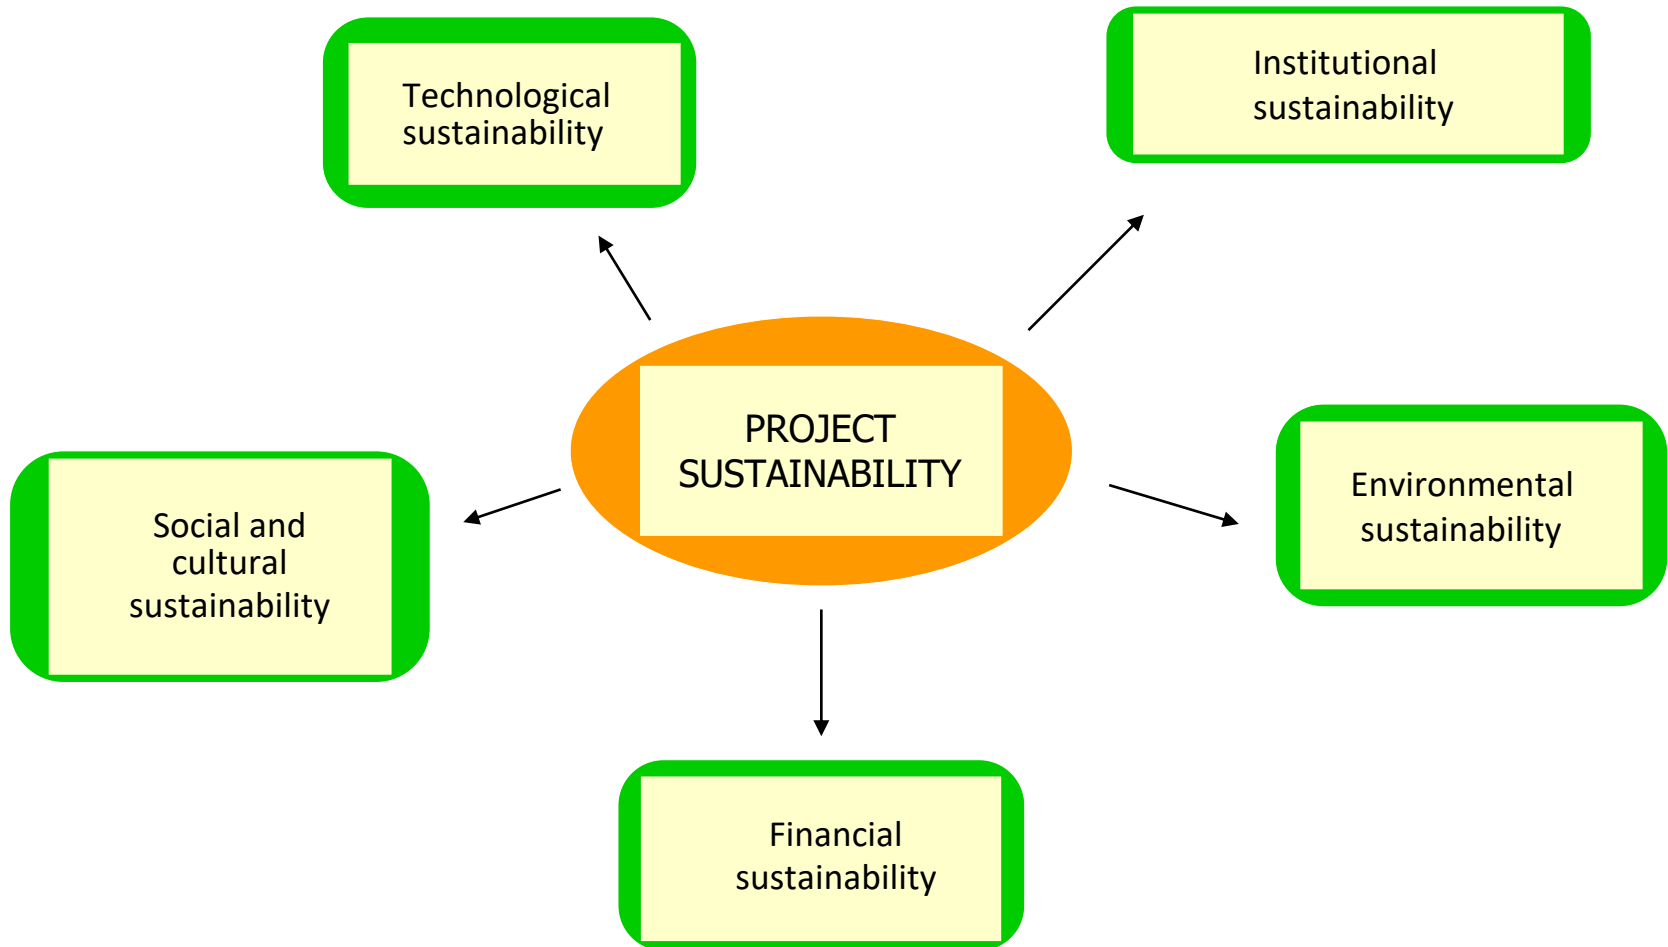 Technological
sustainability
Institutional
sustainability
PROJECT
SUSTAINABILITY
Social and
cultural
sustainability
Environmental
sustainability
Financial
sustainability